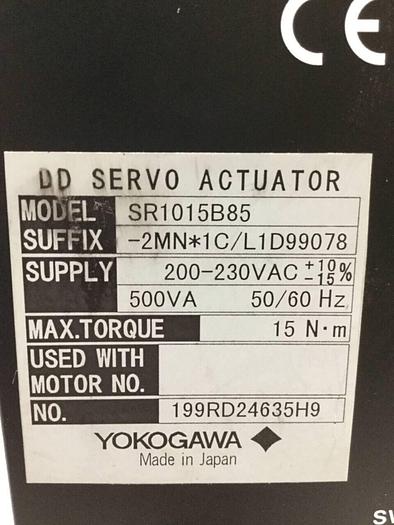 CE
DD SERVO ACTUATOR
MODEL SR1015B85
SUFFIX -2MN*1C/L1D99078
SUPPLY 200-230VAC +10 -15 %
500VA 50/60 Hz
MAX.TORQUE 15 N·m
USED WITH
MOTOR NO.
NO. 199RD24635H9
YOKOGAWA
Made in Japan